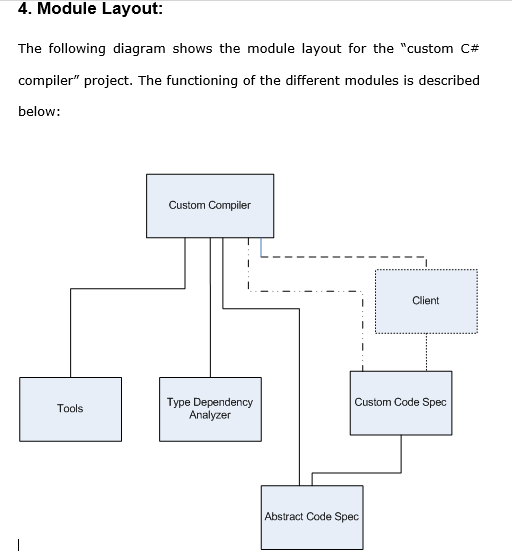 4. Module Layout:
The following diagram shows the module layout for the "custom C#
compiler" project. The functioning of the different modules is described
below:
Custom Compiler
Client
Tools
Type Dependency
Analyzer
Custom Code Spec
Abstract Code Spec